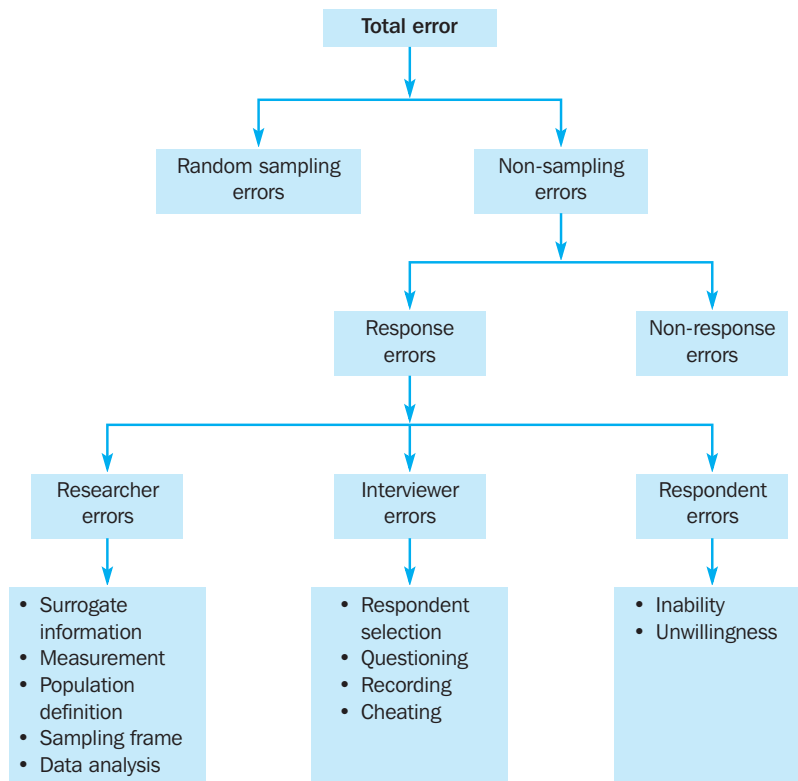 Total error
Random sampling
errors
Non-sampling
errors
Response
errors
Non-response
errors
Researcher
errors
Interviewer
errors
Respondent
errors
• Surrogate
information
• Measurement
• Population
definition
• Sampling frame
• Data analysis
• Respondent
selection
• Questioning
• Recording
• Cheating
• Inability
• Unwillingness